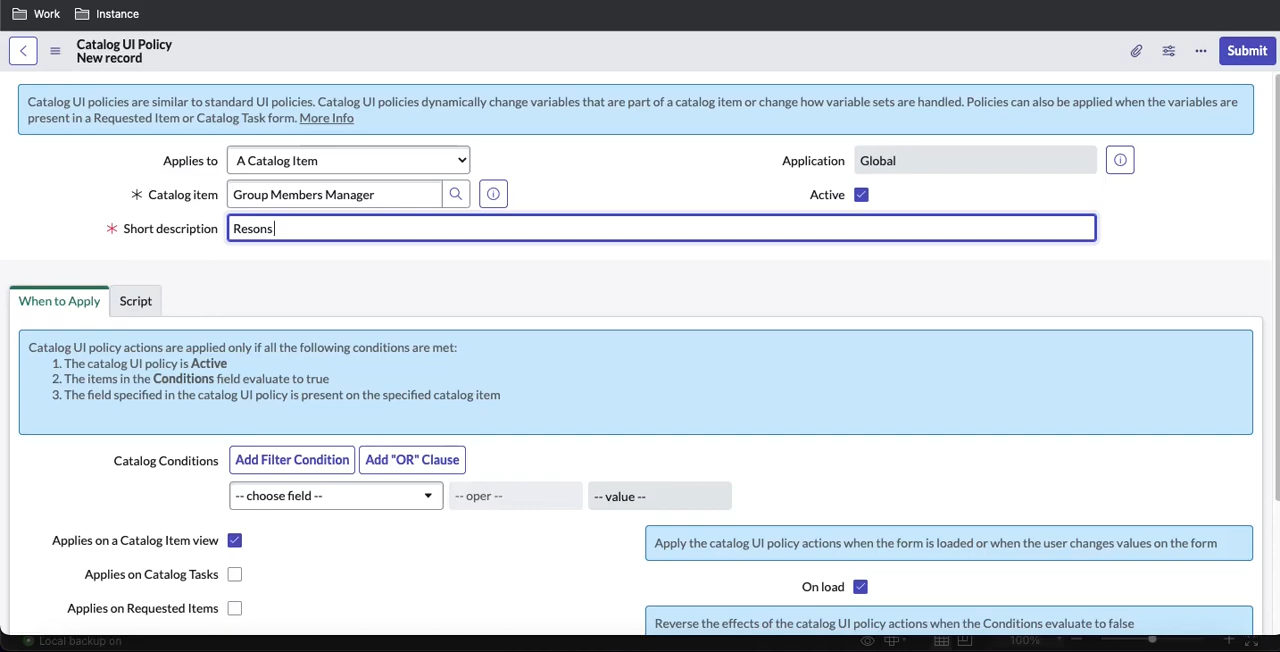 Work Instance
Catalog UI Policy
New record
Submit
Catalog UI policies are similar to standard UI policies. Catalog UI policies dynamically change variables that are part of a catalog item or change how variable sets are handled. Policies can also be applied when the variables are
present in a Requested Item or Catalog Task form. More Info
Applies to A Catalog Item Application Global
Catalog item Group Members Manager Active
Short description Resons
When to Apply Script
Catalog UI policy actions are applied only if all the following conditions are met:
1. The catalog UI policy is Active
2. The items in the Conditions field evaluate to true
3. The field specified in the catalog UI policy is present on the specified catalog item
Catalog Conditions Add Filter Condition Add "OR" Clause
-- choose field -- -- oper -- -- value --
Applies on a Catalog Item view Apply the catalog UI policy actions when the form is loaded or when the user changes values on the form
Applies on Catalog Tasks On load
Applies on Requested Items Reverse the effects of the catalog UI policy actions when the Conditions evaluate to false
Local backup on 100%